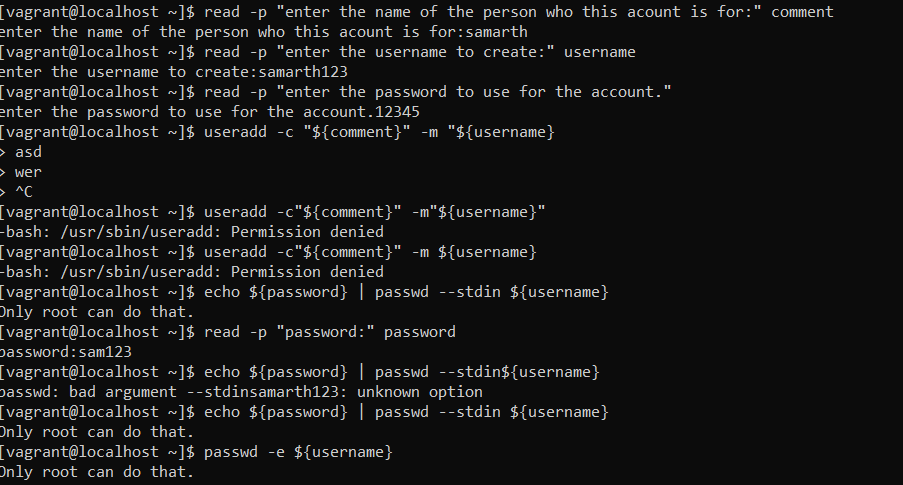 [vagrant@localhost ~]$ read -p "enter the name of the person who this acount is for:" comment
enter the name of the person who this acount is for:samarth
[vagrant@localhost ~]$ read -p "enter the username to create:" username
enter the username to create:samarth123
[vagrant@localhost ~]$ read -p "enter the password to use for the account."
enter the password to use for the account.12345
[vagrant@localhost ~]$ useradd -c "${comment}" -m "${username}
> asd
> wer
> ^C
[vagrant@localhost ~]$ useradd -c"${comment}" -m"${username}"
-bash: /usr/sbin/useradd: Permission denied
[vagrant@localhost ~]$ useradd -c"${comment}" -m ${username}
-bash: /usr/sbin/useradd: Permission denied
[vagrant@localhost ~]$ echo ${password} | passwd --stdin ${username}
Only root can do that.
[vagrant@localhost ~]$ read -p "password:" password
password:sam123
[vagrant@localhost ~]$ echo ${password} | passwd --stdin${username}
passwd: bad argument --stdinsamarth123: unknown option
[vagrant@localhost ~]$ echo ${password} | passwd --stdin ${username}
Only root can do that.
[vagrant@localhost ~]$ passwd -e ${username}
Only root can do that.